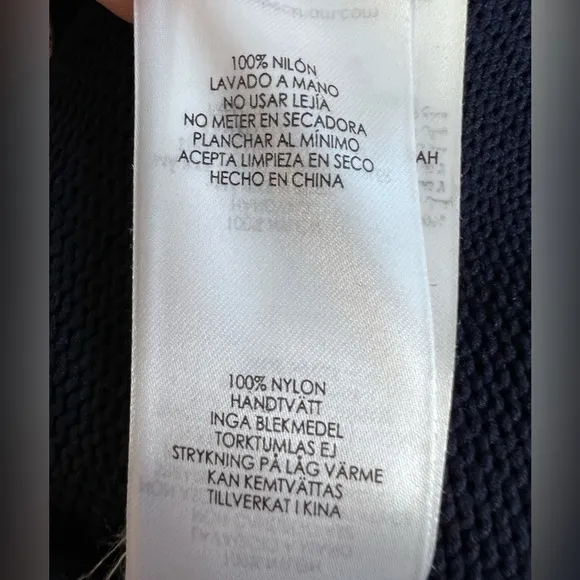 100% NILÓN
LAVADO A MANO
NO USAR LEJÍA
NO METER EN SECADORA
PLANCHAR AL MÍNIMO
ACEPTA LIMPIEZA EN SECO
HECHO EN CHINA
AH
100% NYLON
HANDTVÄTT
INGA BLEKMEDEL
TORKTUMLAS EJ
STRYKNING PÅ LÅG VÄRME
KAN KEMTVÄTTAS
TILLVERKAT I KINA